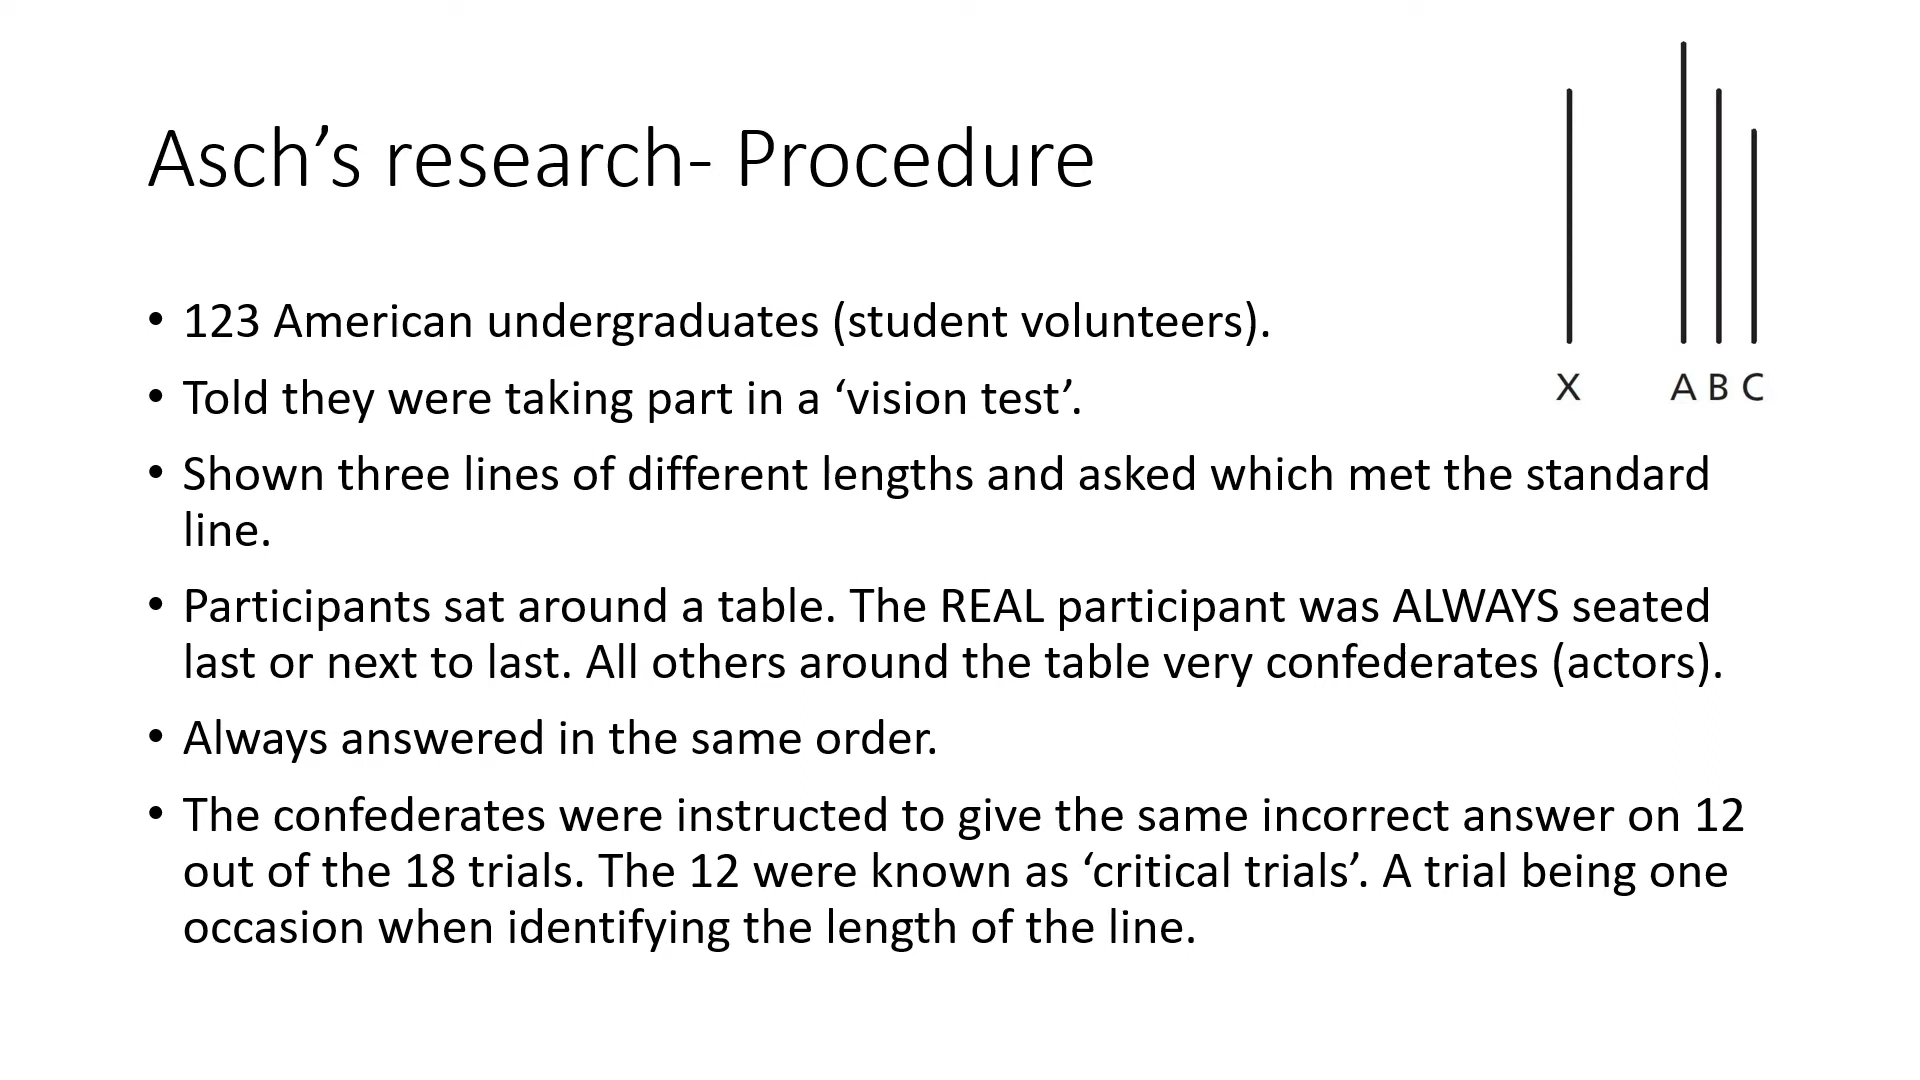 Asch’s research- Procedure
X A B C
• 123 American undergraduates (student volunteers).
• Told they were taking part in a ‘vision test’.
• Shown three lines of different lengths and asked which met the standard
line.
• Participants sat around a table. The REAL participant was ALWAYS seated
last or next to last. All others around the table very confederates (actors).
• Always answered in the same order.
• The confederates were instructed to give the same incorrect answer on 12
out of the 18 trials. The 12 were known as ‘critical trials’. A trial being one
occasion when identifying the length of the line.